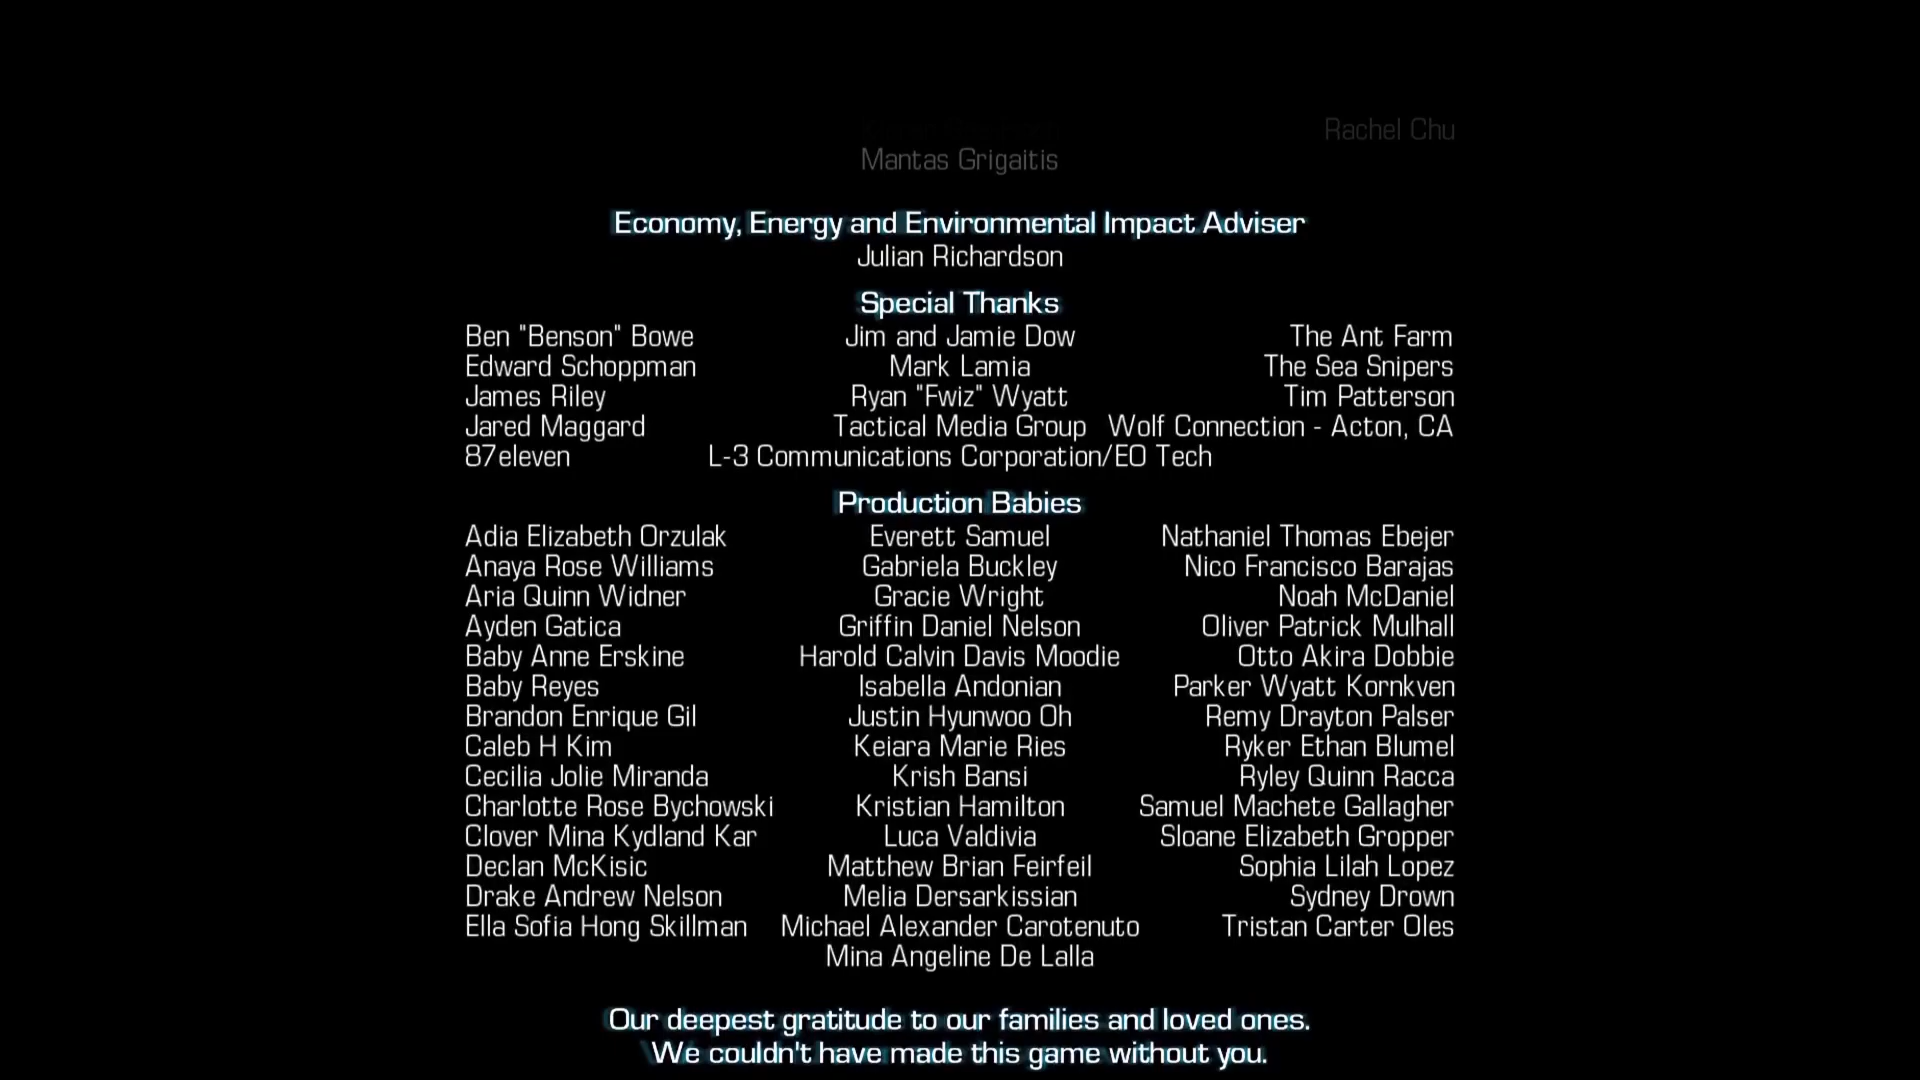 Rachel Chu
Mantas Grigaitis
Economy, Energy and Environmental Impact Adviser
Julian Richardson
Special Thanks
Ben "Benson" Bowe Jim and Jamie Dow The Ant Farm
Edward Schoppman Mark Lamia The Sea Snipers
James Riley Ryan "Fwiz" Wyatt Tim Patterson
Jared Maggard Tactical Media Group Wolf Connection - Acton, CA
87eleven L-3 Communications Corporation/EO Tech
Production Babies
Adia Elizabeth Orzulak Everett Samuel Nathaniel Thomas Ebejer
Anaya Rose Williams Gabriela Buckley Nico Francisco Barajas
Aria Quinn Widner Gracie Wright Noah McDaniel
Ayden Gatica Griffin Daniel Nelson Oliver Patrick Mulhall
Baby Anne Erskine Harold Calvin Davis Moodie Otto Akira Dobbie
Baby Reyes Isabella Andonian Parker Wyatt Kornkven
Brandon Enrique Gil Justin Hyunwoo Oh Remy Drayton Palser
Caleb H Kim Keiara Marie Ries Ryker Ethan Blumel
Cecilia Jolie Miranda Krish Bansi Ryley Quinn Racca
Charlotte Rose Bychowski Kristian Hamilton Samuel Machete Gallagher
Clover Mina Kydland Kar Luca Valdivia Sloane Elizabeth Gropper
Declan McKisic Matthew Brian Feirfeil Sophia Lilah Lopez
Drake Andrew Nelson Melia Dersarkissian Sydney Drown
Ella Sofia Hong Skillman Michael Alexander Carotenuto Tristan Carter Oles
Mina Angeline De Lalla
Our deepest gratitude to our families and loved ones.
We couldn't have made this game without you.